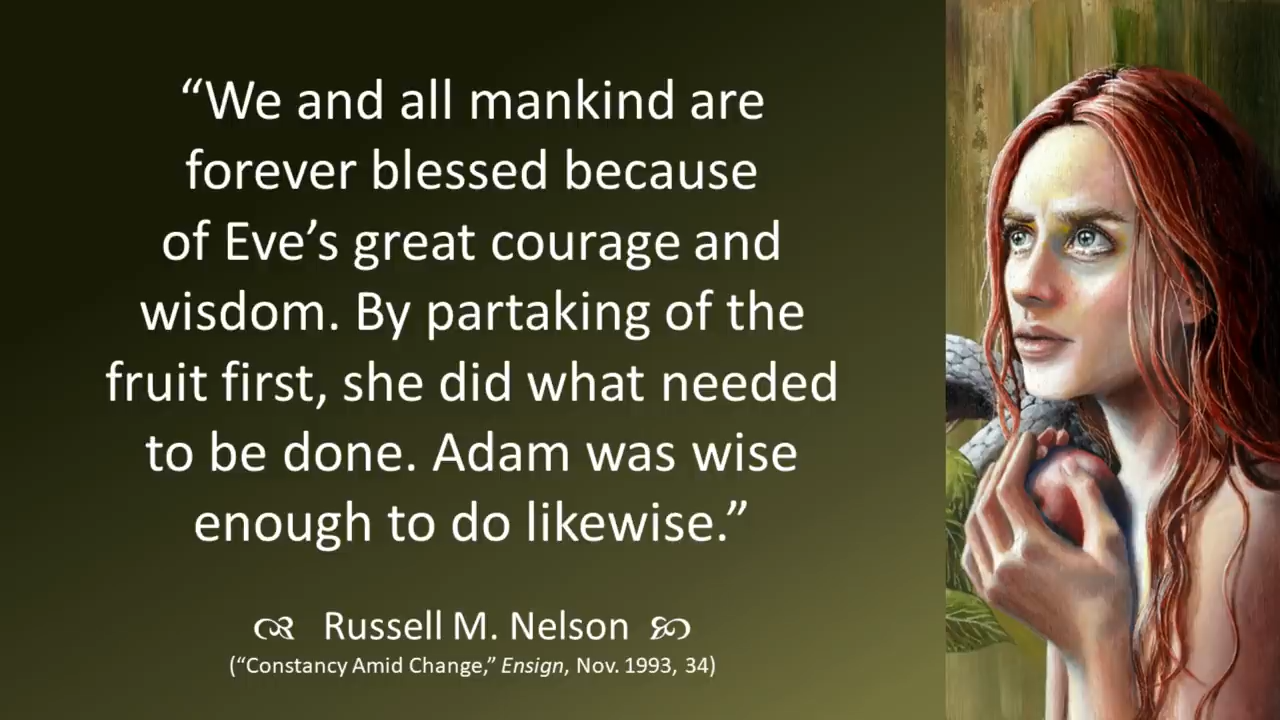 “We and all mankind are
forever blessed because
of Eve’s great courage and
wisdom. By partaking of the
fruit first, she did what needed
to be done. Adam was wise
enough to do likewise.”
Russell M. Nelson
(“Constancy Amid Change,” Ensign, Nov. 1993, 34)